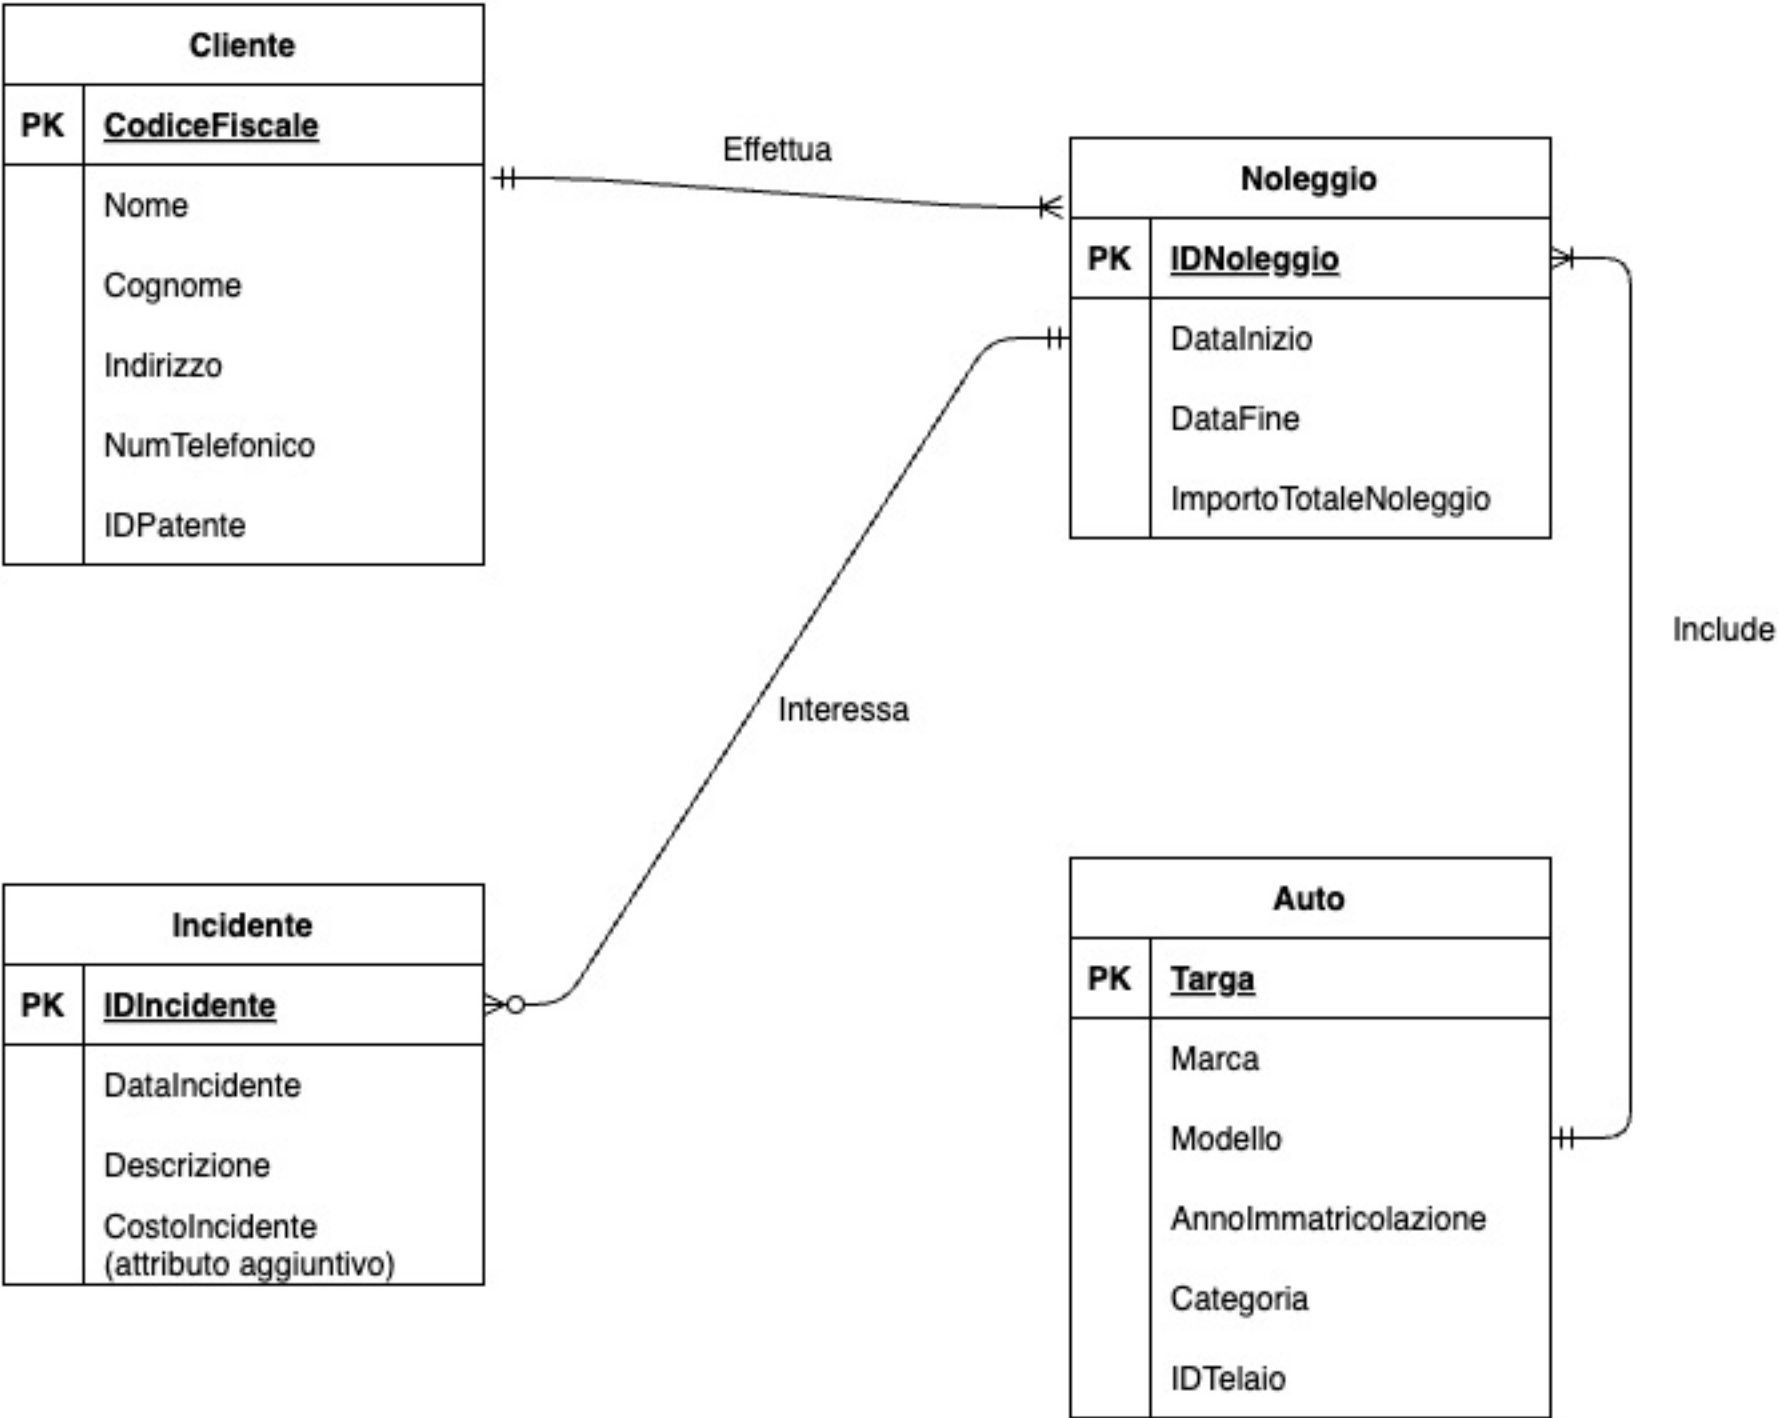 Cliente
PK CodiceFiscale
Nome
Cognome
Indirizzo
NumTelefonico
IDPatente
Effettua
Noleggio
PK IDNoleggio
DataInizio
DataFine
ImportoTotaleNoleggio
Include
Interessa
Incidente
PK IDIncidente
DataIncidente
Descrizione
CostoIncidente
(attributo aggiuntivo)
Auto
PK Targa
Marca
Modello
AnnoImmatricolazione
Categoria
IDTelaio